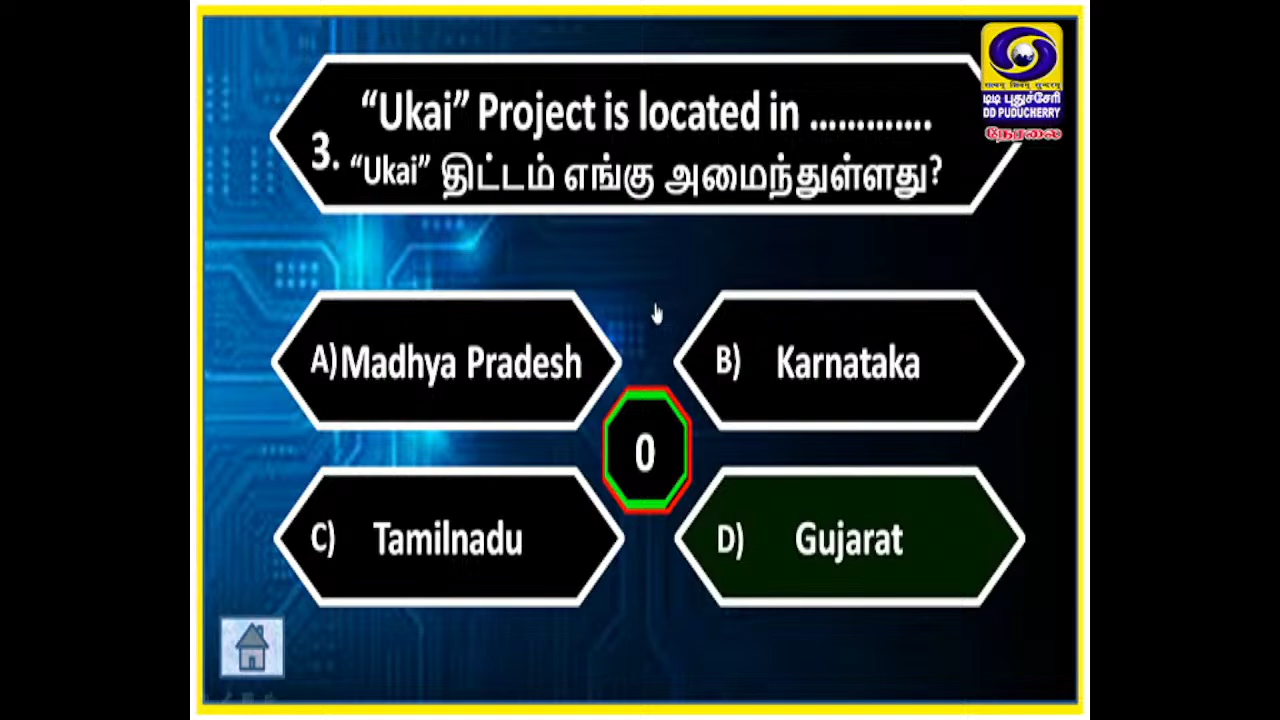 “Ukai” Project is located in .............
3. “Ukai” திட்டம் எங்கு அமைந்துள்ளது?
A) Madhya Pradesh
B) Karnataka
0
C) Tamilnadu
D) Gujarat
டிடி புதுச்சேரி
DD PUDUCHERRY
நேரலை